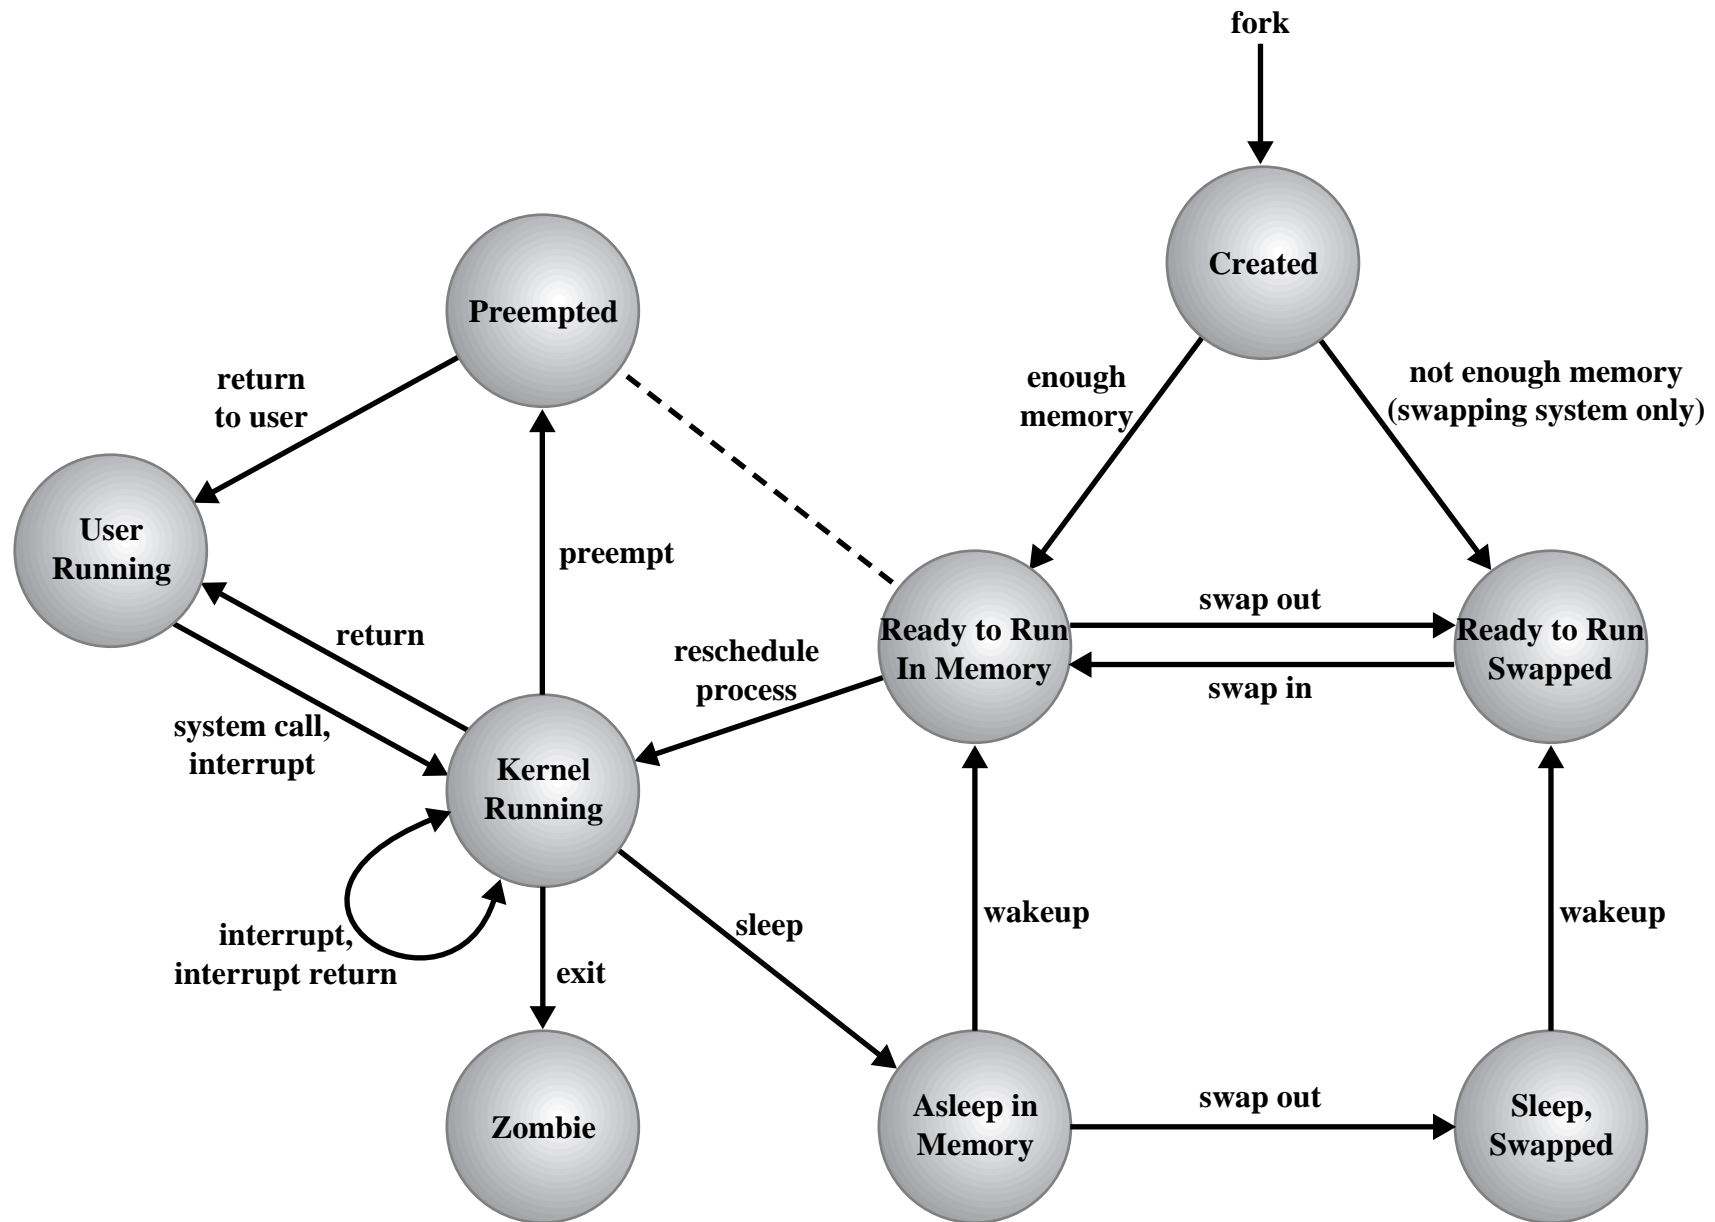 fork
Created
Preempted
return
to user
enough
memory
not enough memory
(swapping system only)
User
Running
preempt
return
reschedule
process
Ready to Run
In Memory
swap out
swap in
Ready to Run
Swapped
system call,
interrupt
Kernel
Running
interrupt,
interrupt return
sleep
exit
wakeup
wakeup
Zombie
Asleep in
Memory
swap out
Sleep,
Swapped